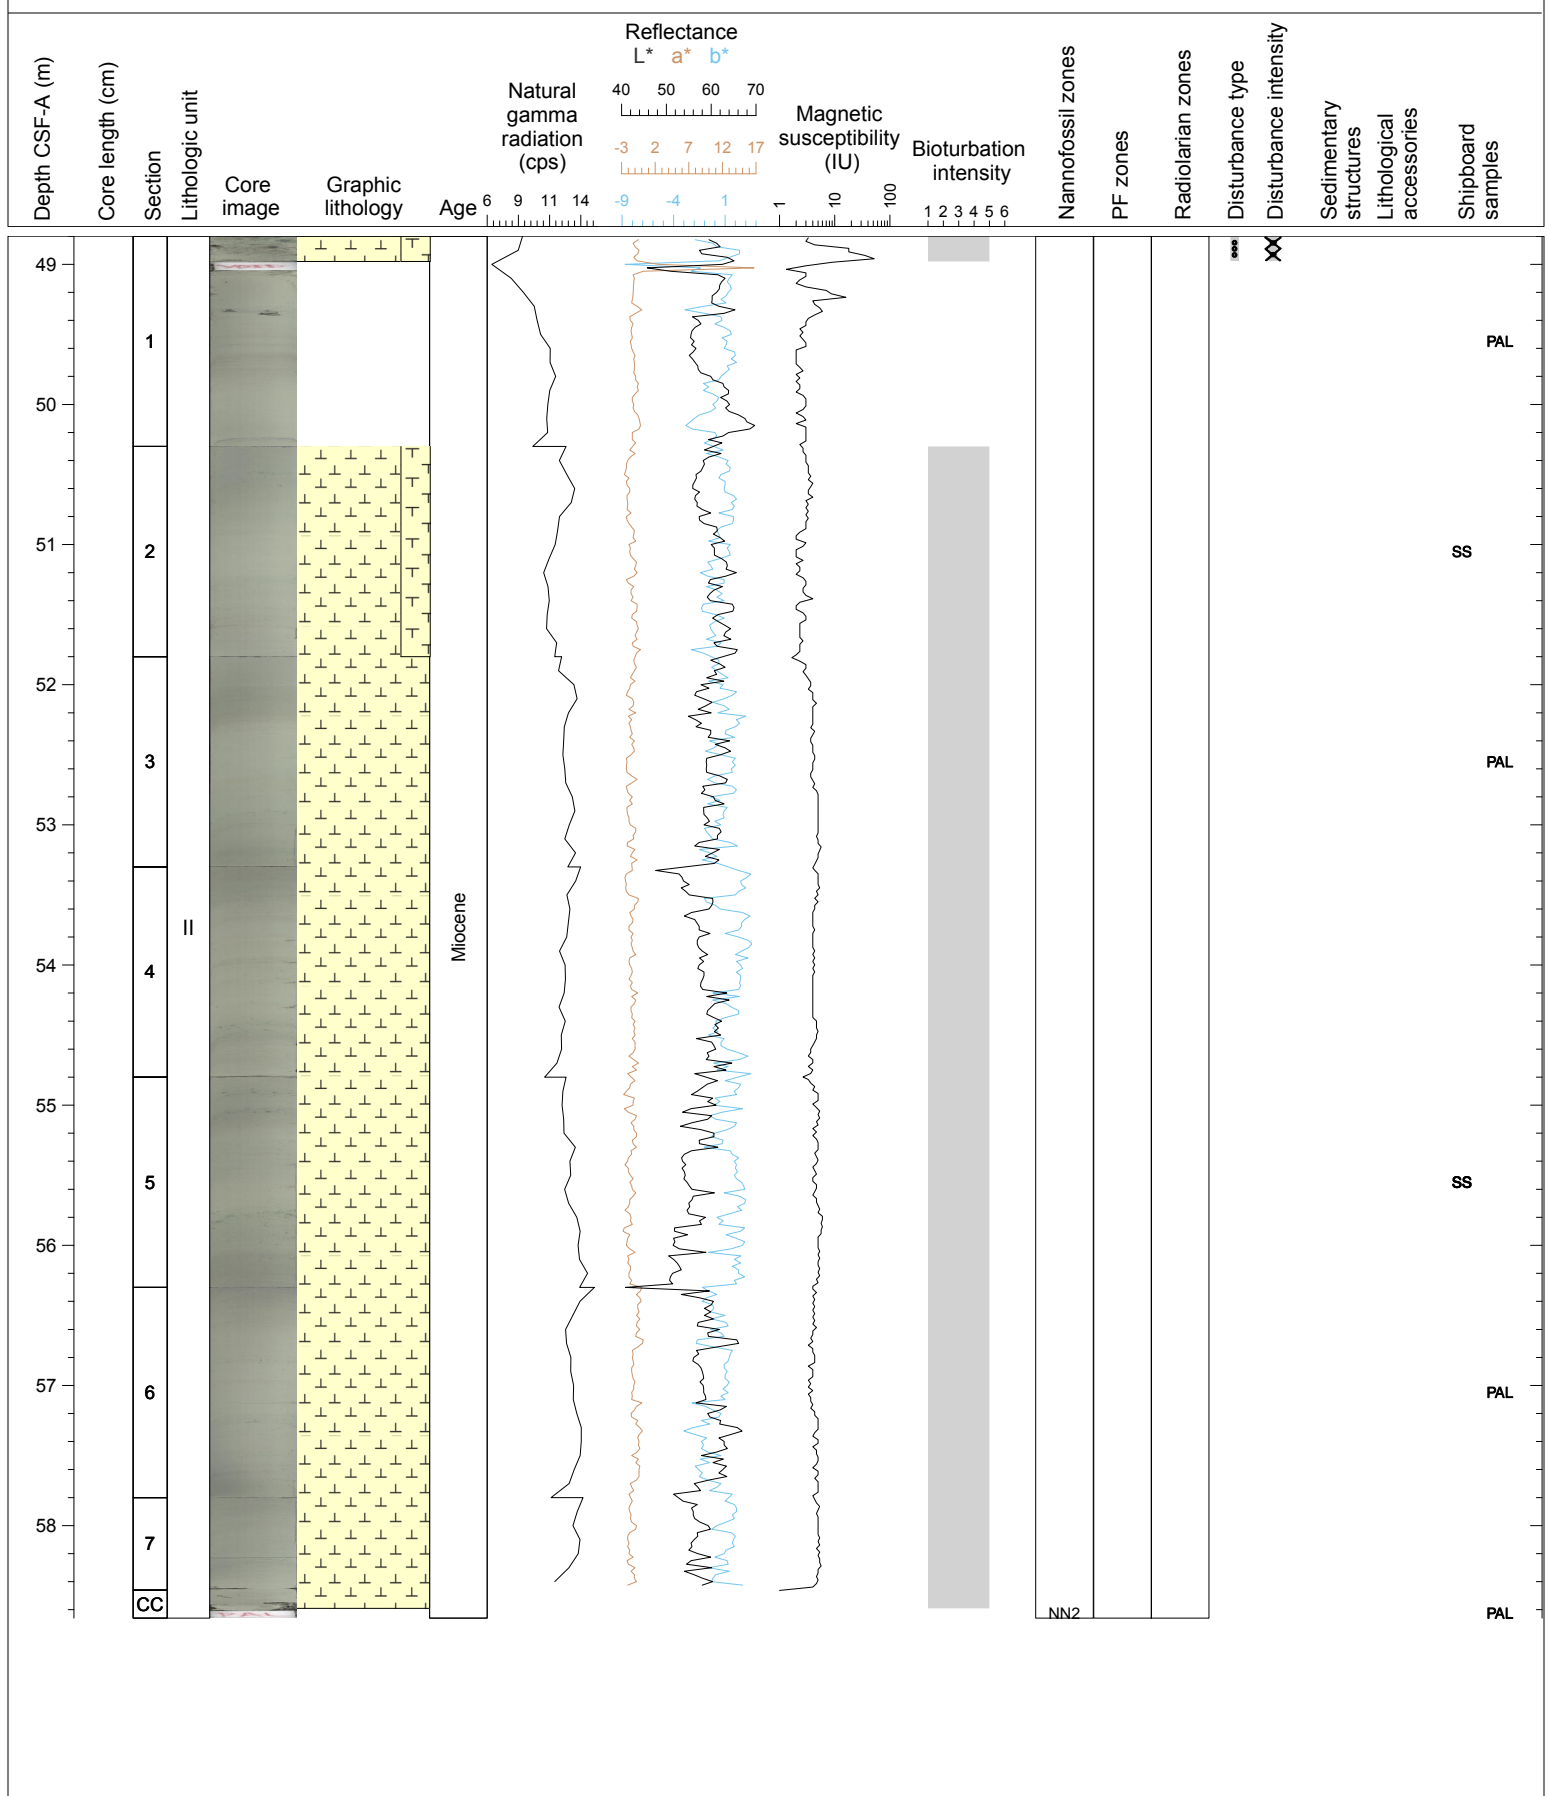 Depth CSF-A (m)
Core length (cm)
Section
Lithologic unit
Core
image
Graphic
lithology
Age
Natural
gamma
radiation
(cps)
6 9 11 14
Reflectance
L* a* b*
40 50 60 70
-3 2 7 12 17
-9 -4 1
Magnetic
susceptibility
(IU)
1 10 100
Bioturbation
intensity
1 2 3 4 5 6
Nannofossil zones
PF zones
Radiolarian zones
Disturbance type
Disturbance intensity
Sedimentary
structures
Lithological
accessories
Shipboard
samples
49
1
PAL
50
51
2
SS
52
3
PAL
53
II
Miocene
54
4
55
5
SS
56
57
6
PAL
58
7
CC
NN2
PAL